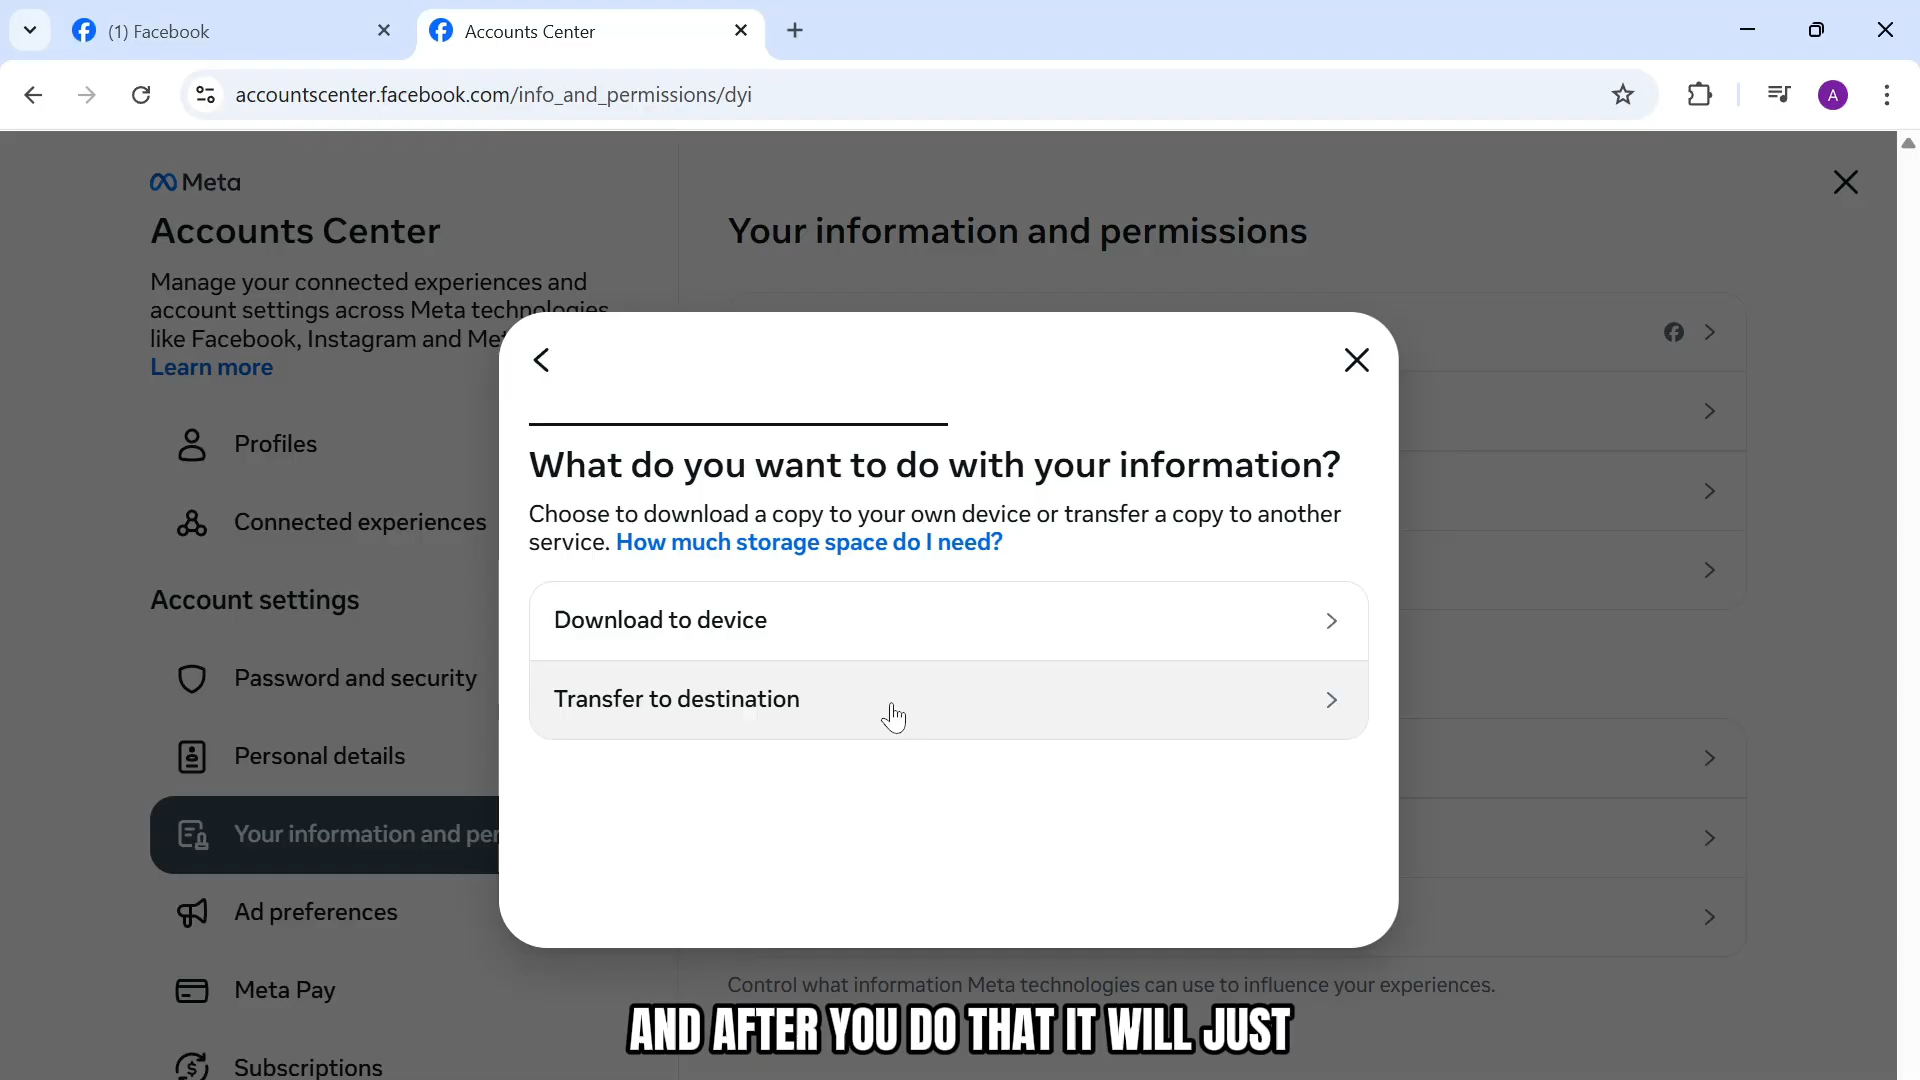 (1) Facebook
Accounts Center
accountscenter.facebook.com/info_and_permissions/dyi
A
Meta
Accounts Center
Manage your connected experiences and
account settings across Meta technologies
like Facebook, Instagram and Me
Learn more
Profiles
Connected experiences
Account settings
Password and security
Personal details
Your information and per
Ad preferences
Meta Pay
Subscriptions
Your information and permissions
What do you want to do with your information?
Choose to download a copy to your own device or transfer a copy to another
service. How much storage space do I need?
Download to device
Transfer to destination
Control what information Meta technologies can use to influence your experiences.
AND AFTER YOU DO THAT IT WILL JUST